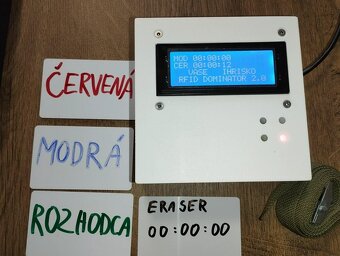 MOD 00:00:00
CER 00:00:12
VASE IHRISKO
RFID DOMINATOR 2.0
ČERVENÁ
MODRÁ
ROZHODCA
ERASER
00:00:00